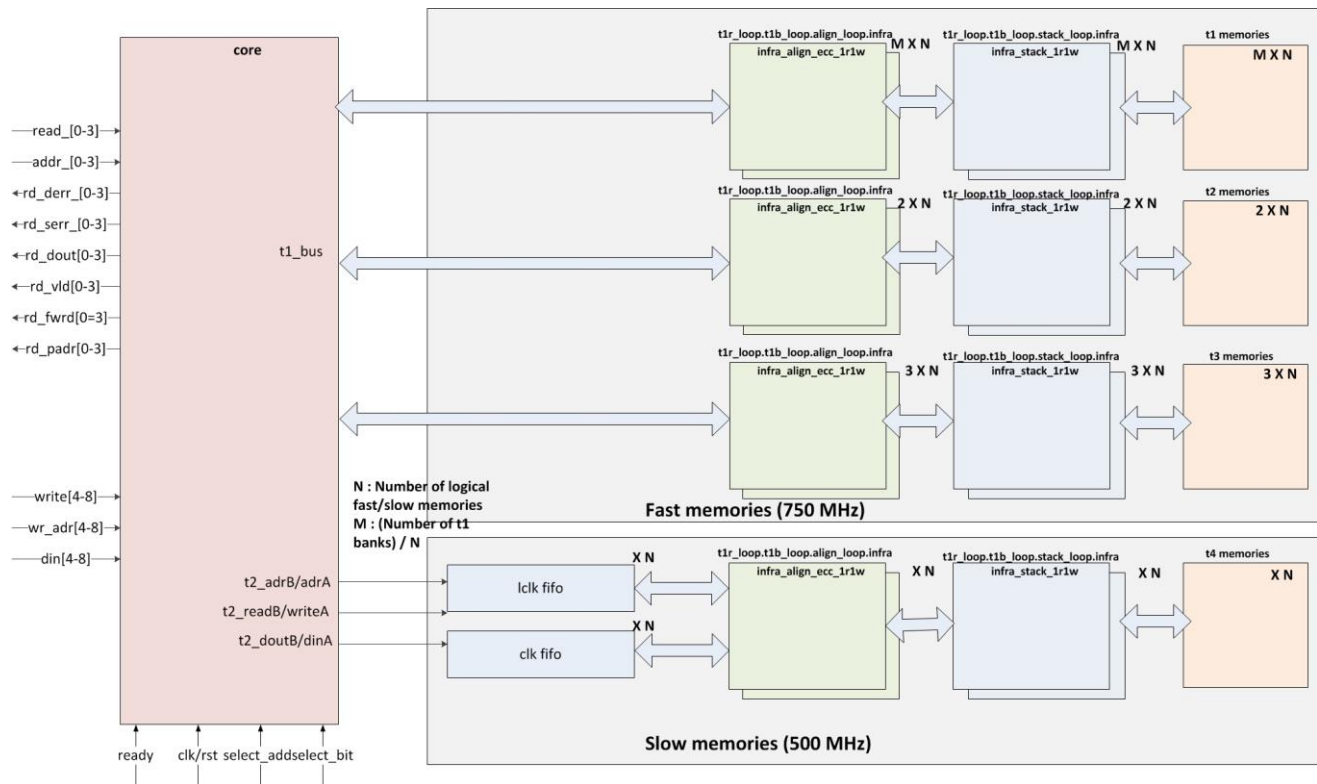 core
read_[0-3]
addr_[0-3]
rd_derr_[0-3]
rd_serr_[0-3]
rd_dout[0-3]
rd_vld[0-3]
rd_fwrd[0=3]
rd_padr[0-3]
write[4-8]
wr_adr[4-8]
din[4-8]
t1_bus
t2_adrB/adrA
t2_readB/writeA
t2_doutB/dinA
ready
clk/rst
select_addselect_bit
t1r_loop.t1b_loop.align_loop.infra
infra_align_ecc_1r1w
M X N
t1r_loop.t1b_loop.stack_loop.infra
infra_stack_1r1w
M X N
t1 memories
M X N
t1r_loop.t1b_loop.align_loop.infra
infra_align_ecc_1r1w
2 X N
t1r_loop.t1b_loop.stack_loop.infra
infra_stack_1r1w
2 X N
t2 memories
2 X N
t1r_loop.t1b_loop.align_loop.infra
infra_align_ecc_1r1w
3 X N
t1r_loop.t1b_loop.stack_loop.infra
infra_stack_1r1w
3 X N
t3 memories
3 X N
N : Number of logical
fast/slow memories
M : (Number of t1
banks) / N
Fast memories (750 MHz)
lclk fifo
X N
clk fifo
X N
t1r_loop.t1b_loop.align_loop.infra
infra_align_ecc_1r1w
X N
t1r_loop.t1b_loop.stack_loop.infra
infra_stack_1r1w
X N
t4 memories
X N
Slow memories (500 MHz)